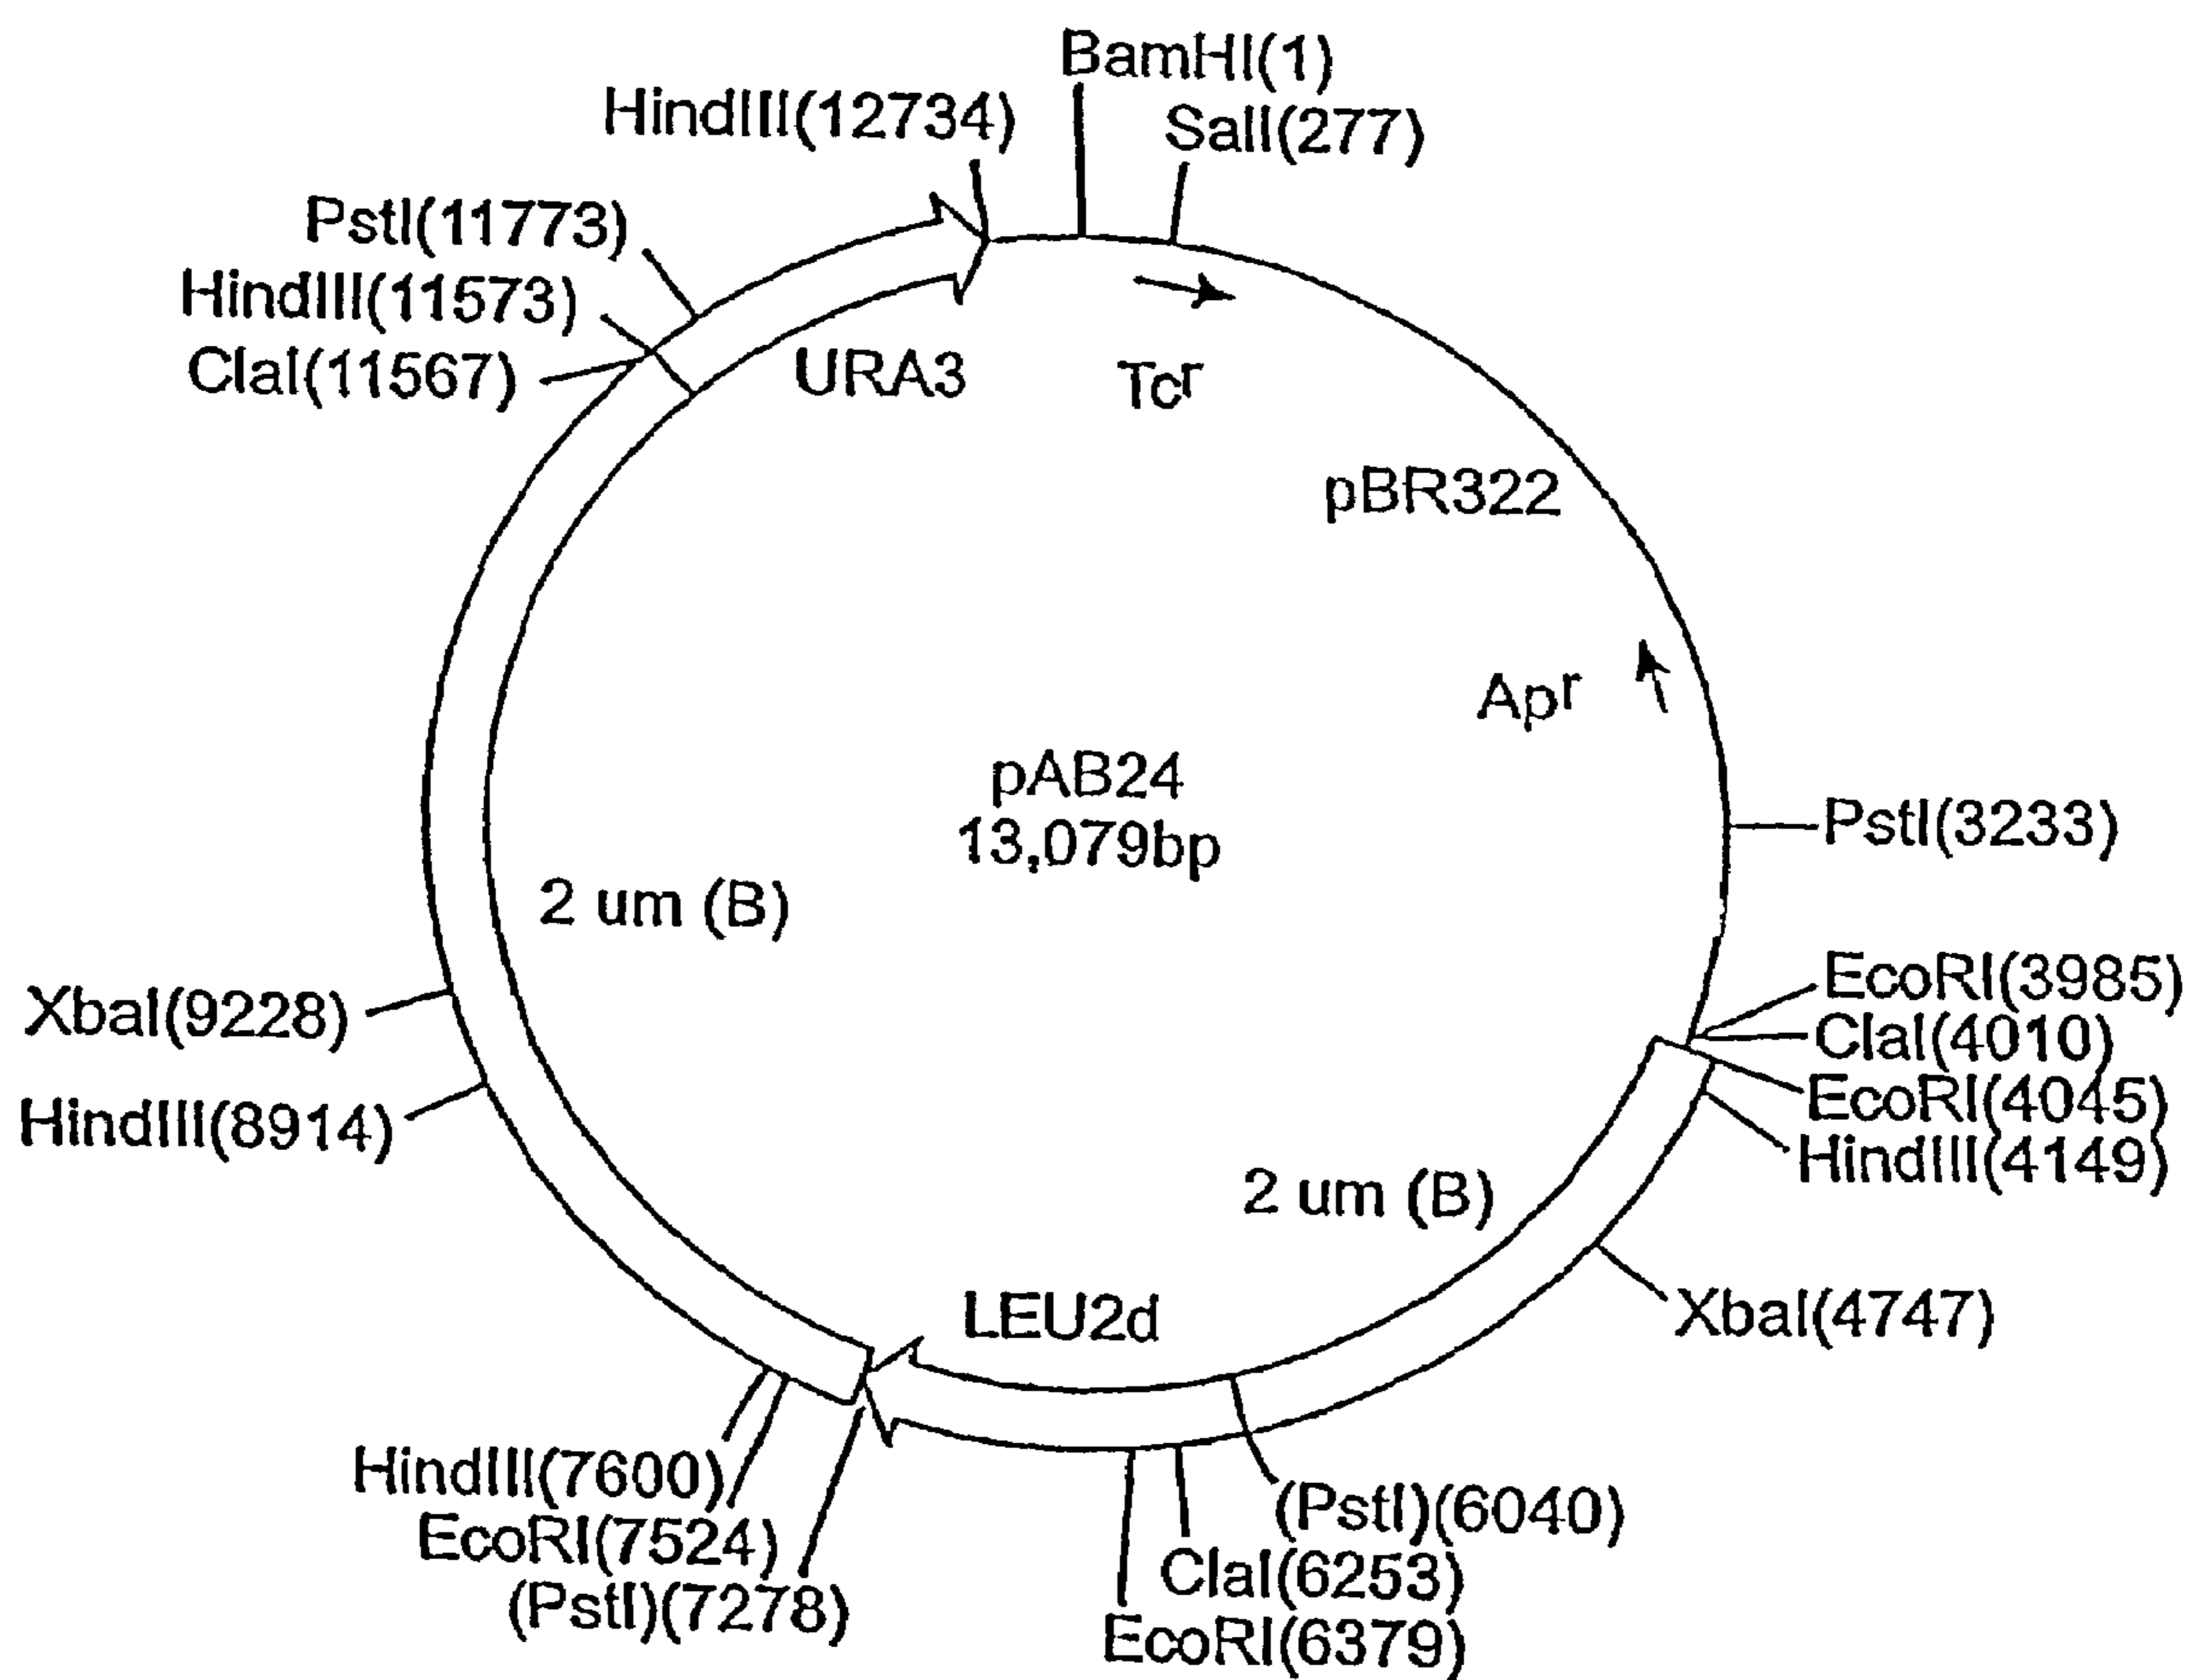 BamHI(1)
HindIII(12734)
SalI(277)
PstI(11773)
HindIII(11573)
ClaI(11567)
URA3
Tcr
pBR322
Apr
pAB24
13,079bp
PstI(3233)
2 um (B)
EcoRI(3985)
XbaI(9228)
ClaI(4010)
EcoRI(4045)
HindIII(8914)
HindIII(4149)
2 um (B)
LEU2d
XbaI(4747)
HindIII(7600)
(PstI)(6040)
EcoRI(7524)
ClaI(6253)
(PstI)(7278)
EcoRI(6379)